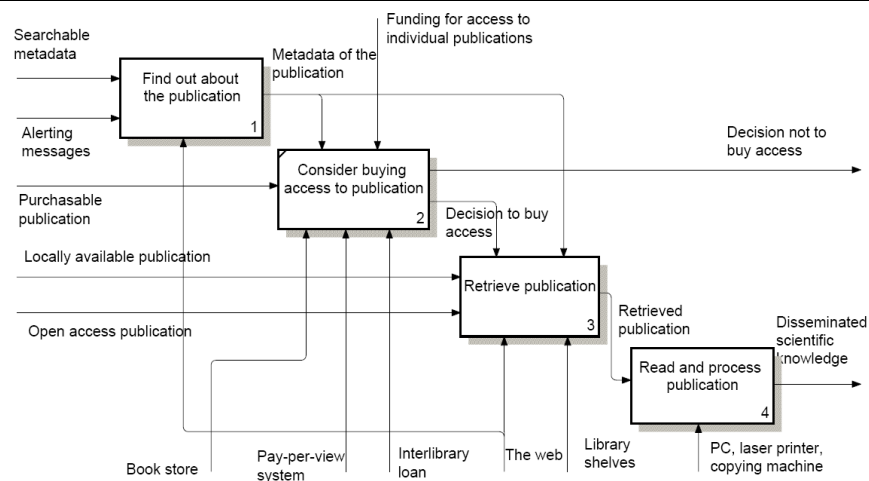 Funding for access to
individual publications
Searchable
metadata
Metadata of the
publication
Find out about
the publication
1
Alerting
messages
Decision not to
buy access
Consider buying
access to publication
2
Purchasable
publication
Decision to buy
access
Locally available publication
Retrieve publication
3
Open access publication
Retrieved
publication
Disseminated
scientific
knowledge
Read and process
publication
4
Book store
Pay-per-view
system
Interlibrary
loan
The web
Library
shelves
PC, laser printer,
copying machine